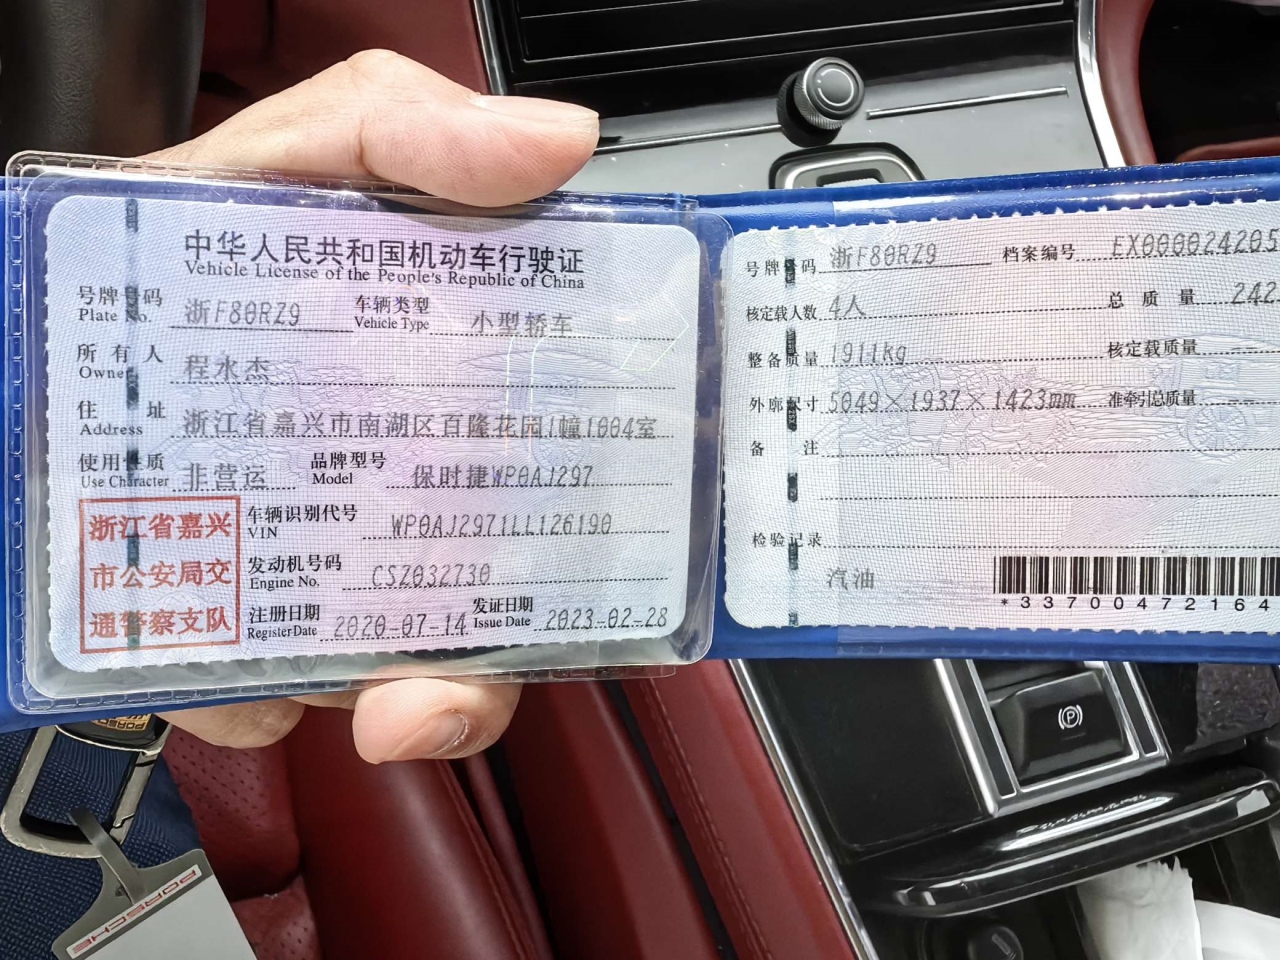 中华人民共和国机动车行驶证
Vehicle License of the People's Republic of China
号牌号码 浙F80RZ9 车辆类型 小型轿车
Plate No. Vehicle Type
所有人 程水杰
Owner
住址 浙江省嘉兴市南湖区百隆花园1幢1004室
Address
使用性质 非营运 品牌型号 保时捷WP0AJ297
Use Character Model
浙江省嘉兴
市公安局交
通警察支队
车辆识别代号 WP0AJ2971LL126190
VIN
发动机号码 CSZ032730
Engine No.
注册日期 2020-07-14 发证日期 2023-02-28
Register Date Issue Date
号牌号码 浙F80RZ9 档案编号 EX000024205
核定载人数 4人 总质量 242
整备质量 1911kg 核定载质量 --
外廓尺寸 5049×1937×1423mm 准牵引总质量 --
备注
检验记录
汽油
*33700472164
PORSCHE